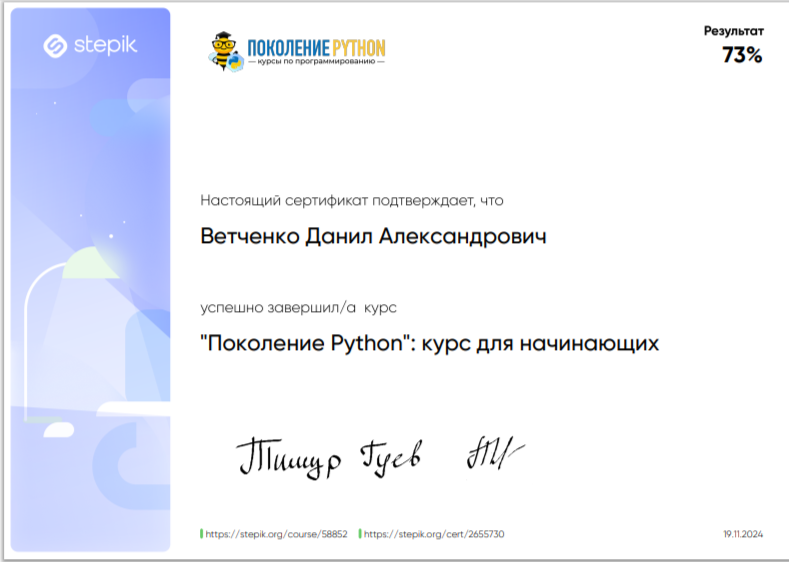 stepik
ПОКОЛЕНИЕ PYTHON
— курсы по программированию —
Результат
73%
Настоящий сертификат подтверждает, что
Ветченко Данил Александрович
успешно завершил/а курс
"Поколение Python": курс для начинающих
Тимур Гуев
https://stepik.org/course/58852 https://stepik.org/cert/2655730
19.11.2024